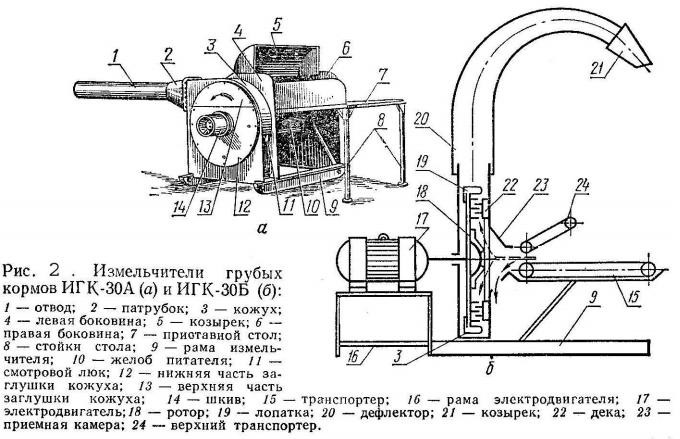 1
2
3
4
5
6
7
8
14
13
12
11
10
9
а
21
20
19
18
17
22
23
24
15
16
3
9
б
Рис. 2 . Измельчители грубых
кормов ИГК-30А (а) и ИГК-30Б (б):
1 — отвод; 2 — патрубок; 3 — кожух;
4 — левая боковина; 5 — козырек; 6 —
правая боковина; 7 — приотавной стол;
8 — стойки стола; 9 — рама измель-
чителя; 10 — желоб питателя; 11 —
смотровой люк; 12 — нижняя часть за-
глушки кожуха; 13 — верхняя часть
заглушки кожуха; 14 — шкив; 15 — транспортер; 16 — рама электродвигателя; 17 —
электродвигатель; 18 — ротор; 19 — лопатка; 20 — дефлектор; 21 — козырек; 22 — дека; 23 —
приемная камера; 24 — верхний транспортер.